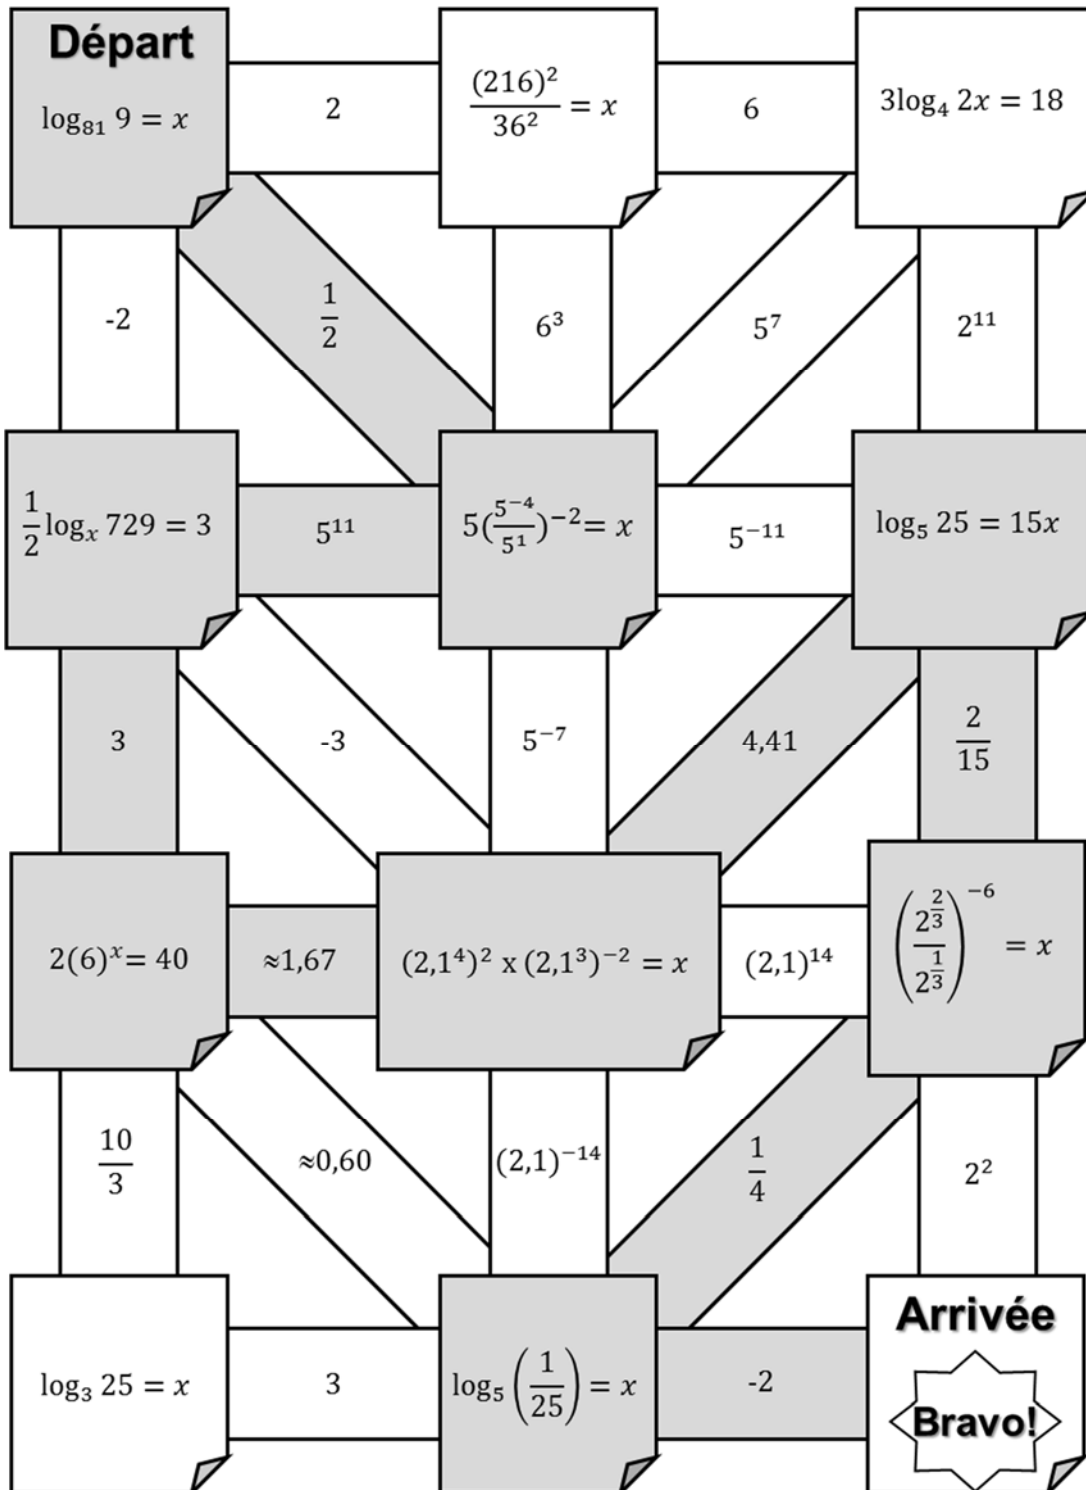 Départ
log₈₁ 9 = x
2
(216)²/36² = x
6
3log₄ 2x = 18
-2
1/2
6³
5⁷
2¹¹
1/2 logₓ 729 = 3
5¹¹
5(5⁻⁴/5¹)⁻²= x
5⁻¹¹
log₅ 25 = 15x
3
-3
5⁻⁷
4,41
2/15
2(6)ˣ= 40
≈1,67
(2,1⁴)² x (2,1³)⁻² = x
(2,1)¹⁴
(2^(2/3)/2^(1/3))⁻⁶ = x
10/3
≈0,60
(2,1)⁻¹⁴
1/4
2²
log₃ 25 = x
3
log₅ (1/25) = x
-2
Arrivée
Bravo!